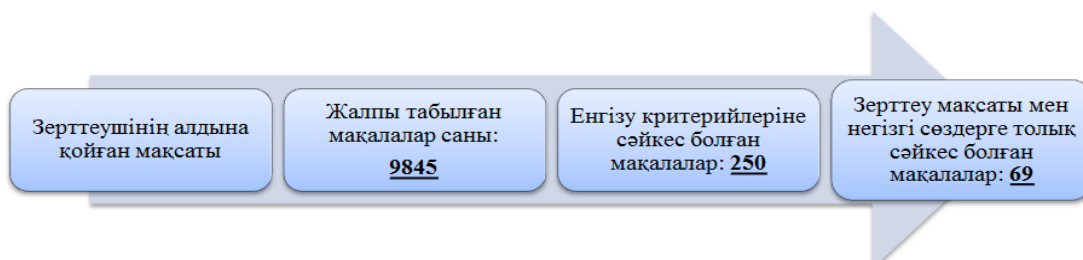 Зерттеушінің алдына
қойған мақсаты
Жалпы табылған
мақалалар саны:
9845
Енгізу критерийлеріне
сәйкес болған
мақалалар: 250
Зерттеу мақсаты мен
негізгі сөздерге толық
сәйкес болған
мақалалар: 69